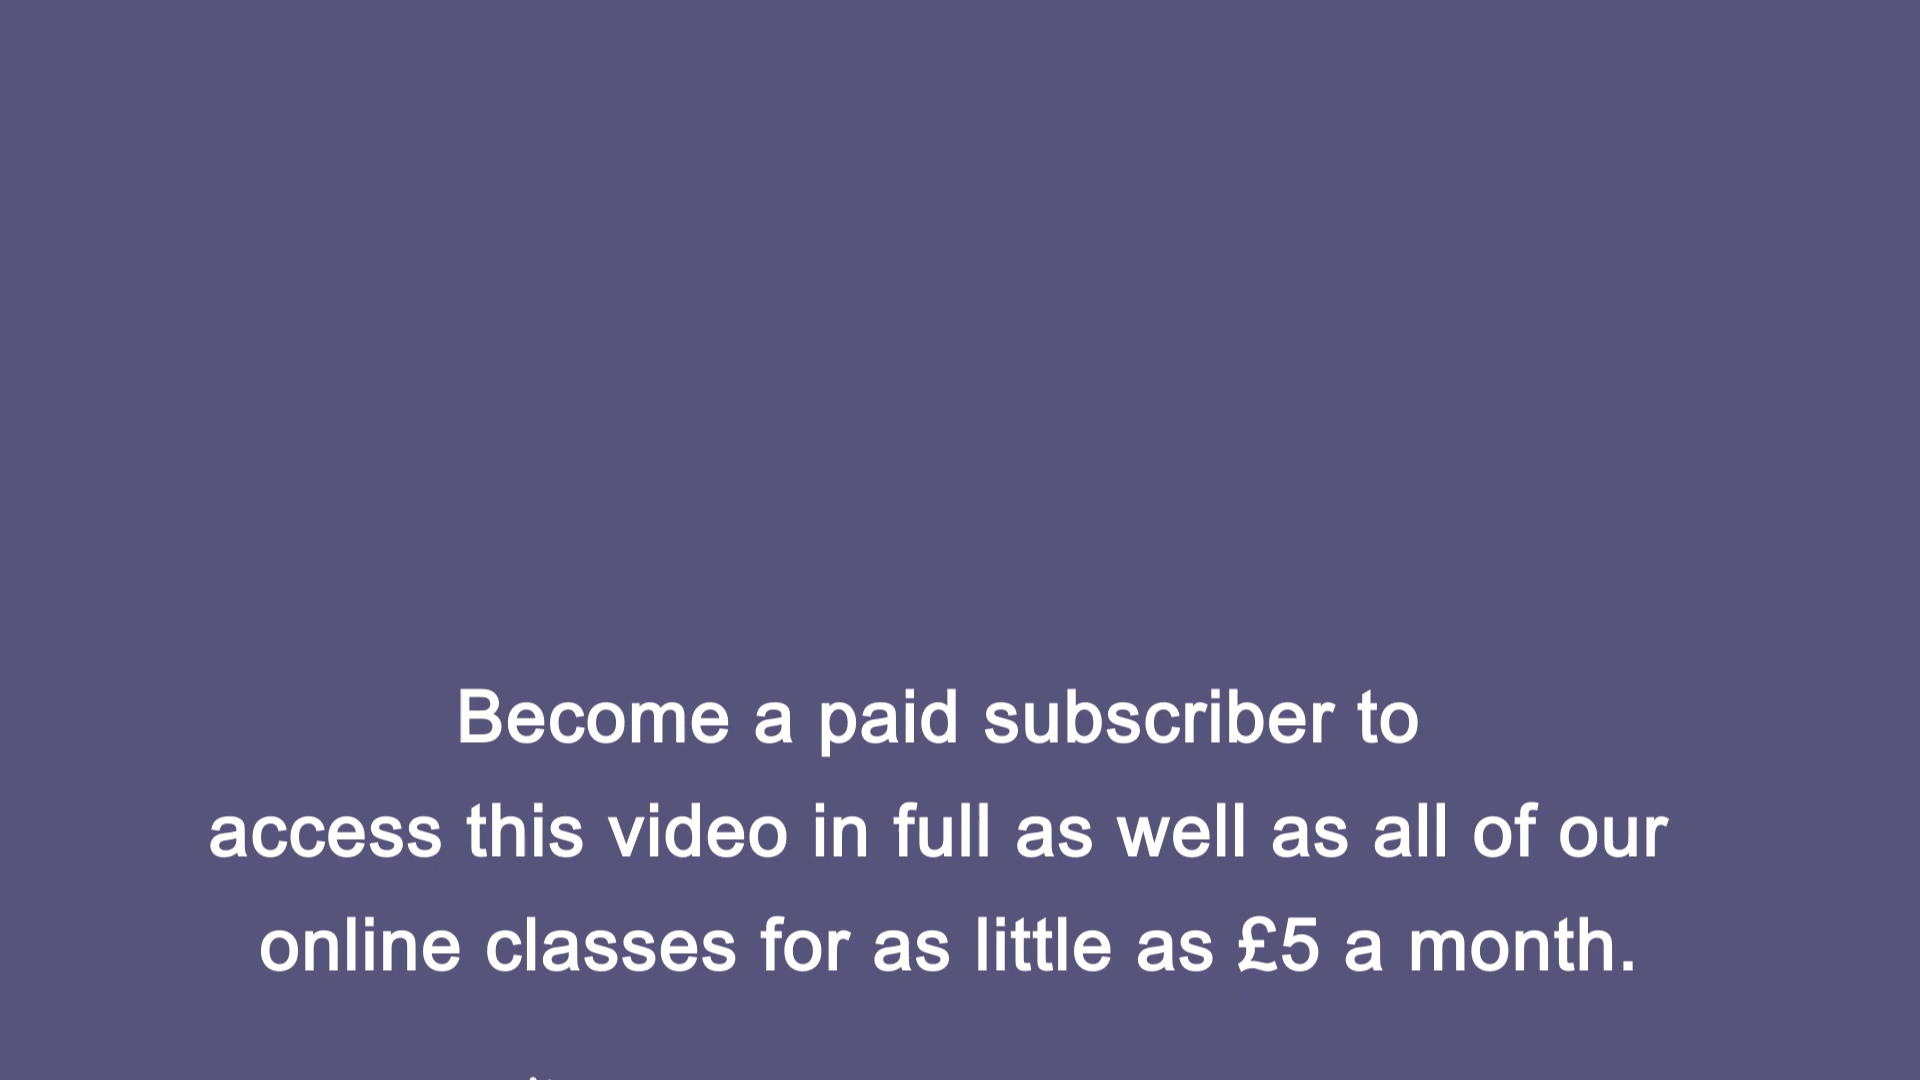 Become a paid subscriber to
access this video in full as well as all of our
online classes for as little as £5 a month.